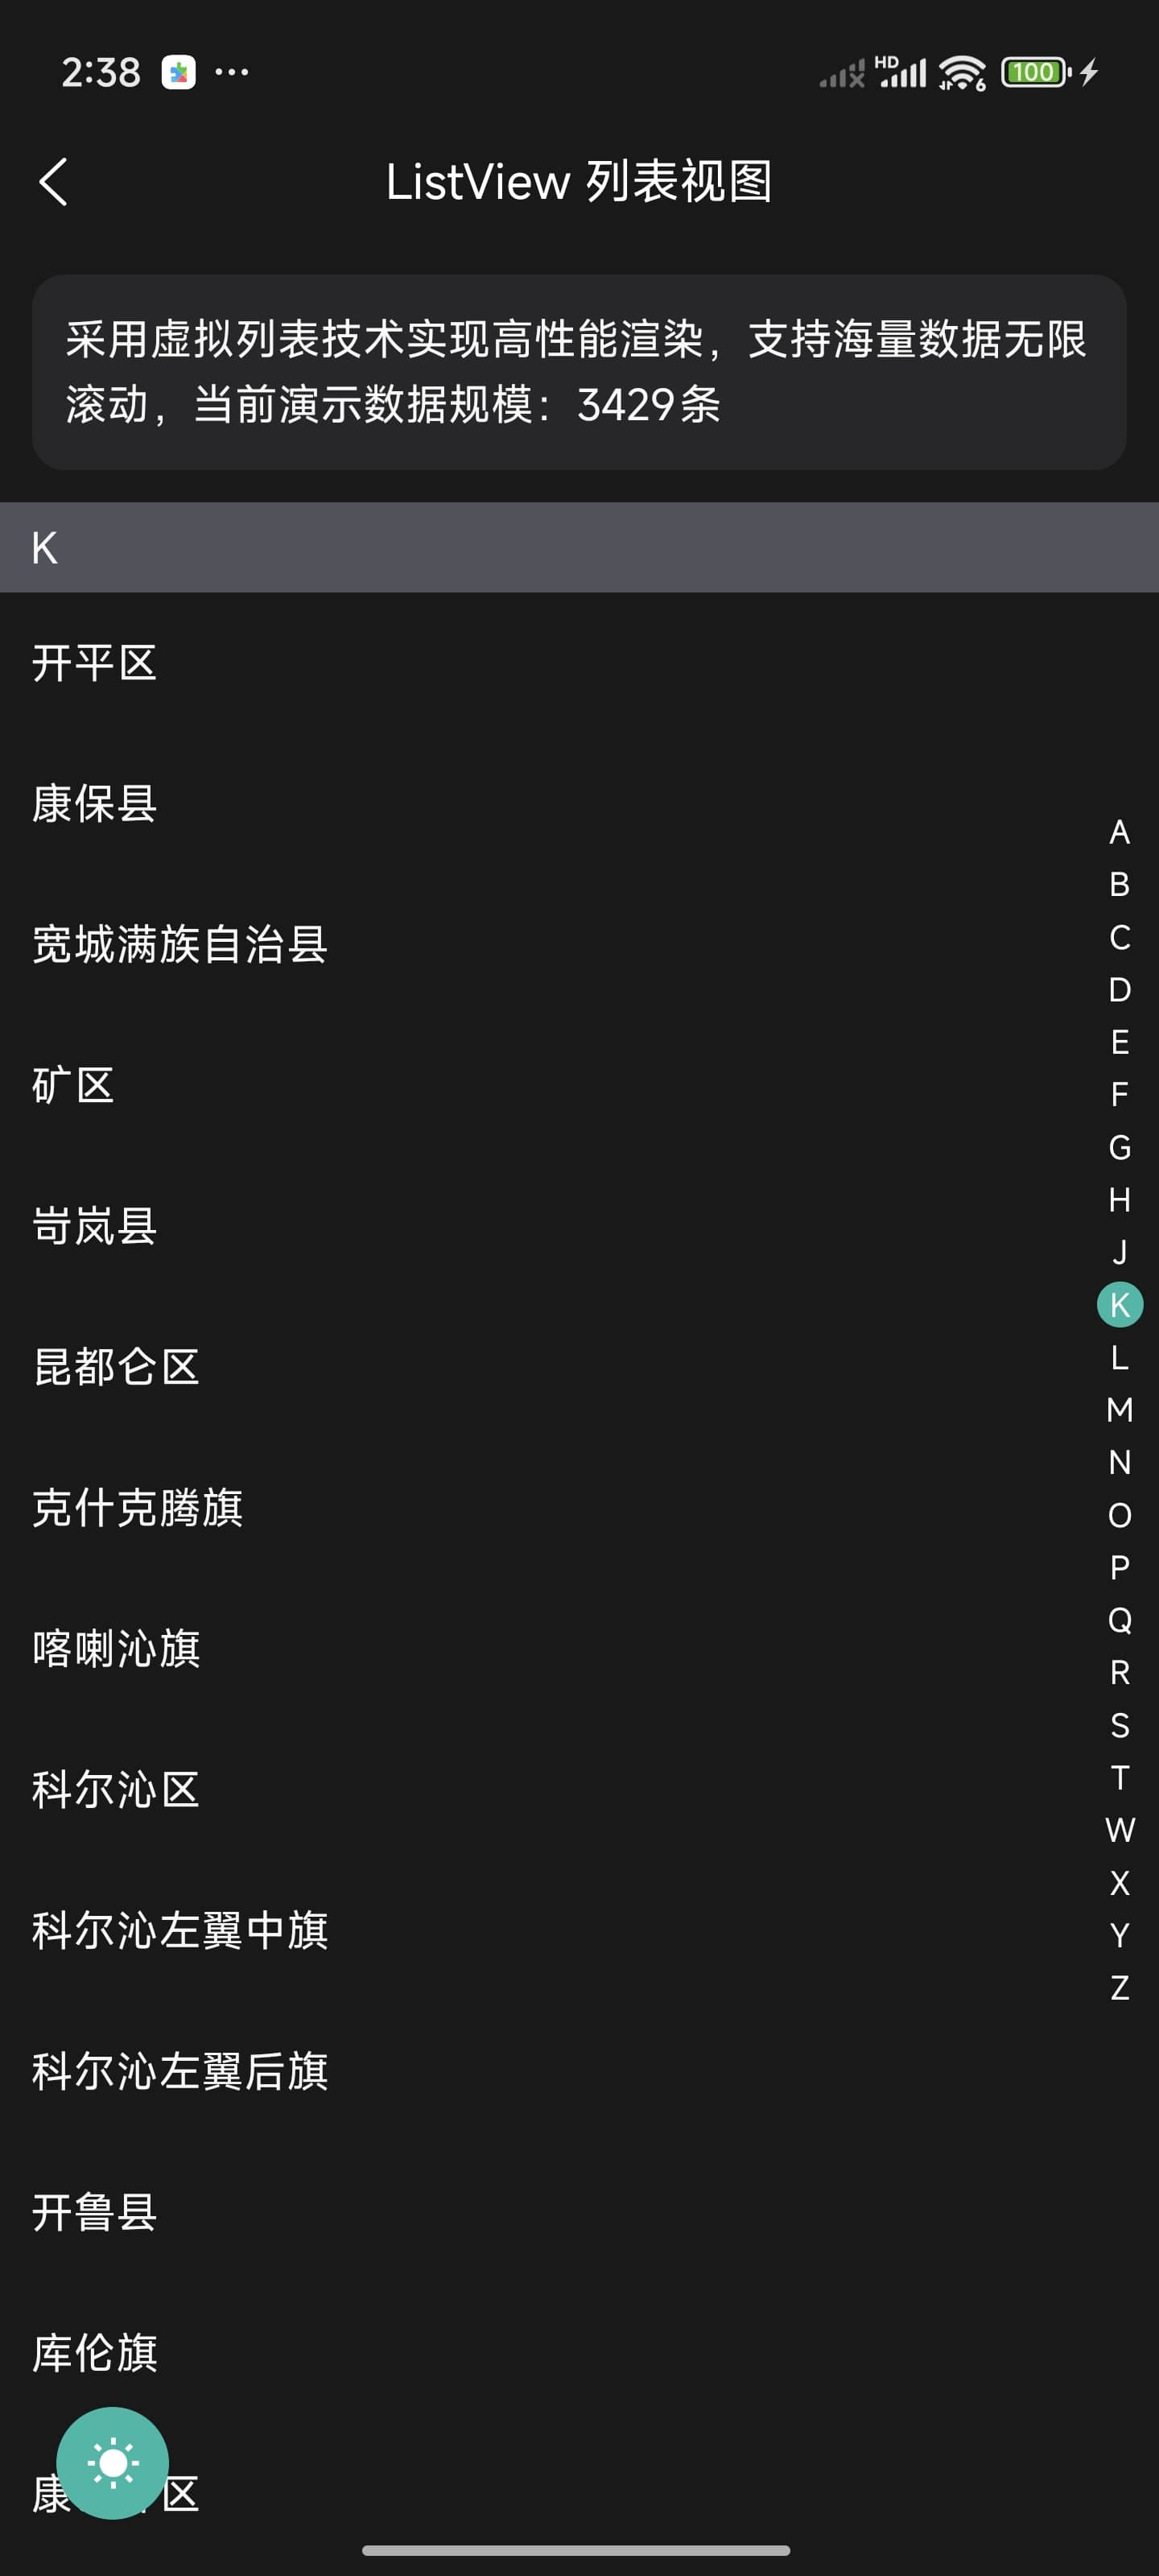 2:38
HD
6
100
ListView 列表视图
采用虚拟列表技术实现高性能渲染，支持海量数据无限
滚动，当前演示数据规模：3429条
K
开平区
康保县
宽城满族自治县
矿区
岢岚县
昆都仑区
克什克腾旗
喀喇沁旗
科尔沁区
科尔沁左翼中旗
科尔沁左翼后旗
开鲁县
库伦旗
康 区
A
B
C
D
E
F
G
H
J
K
L
M
N
O
P
Q
R
S
T
W
X
Y
Z